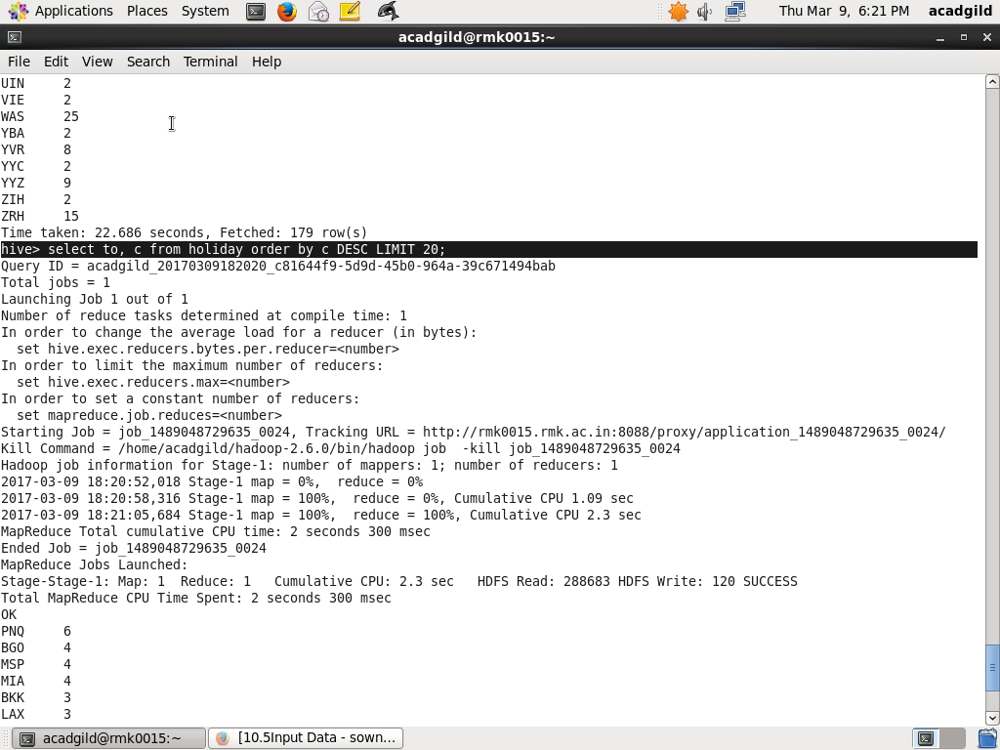 Applications Places System Thu Mar 9, 6:21 PM acadgild
acadgild@rmk0015:~
File Edit View Search Terminal Help
UIN 2
VIE 2
WAS 25
YBA 2
YVR 8
YYC 2
YYZ 9
ZIH 2
ZRH 15
Time taken: 22.686 seconds, Fetched: 179 row(s)
hive> select to, c from holiday order by c DESC LIMIT 20;
Query ID = acadgild_20170309182020_c81644f9-5d9d-45b0-964a-39c671494bab
Total jobs = 1
Launching Job 1 out of 1
Number of reduce tasks determined at compile time: 1
In order to change the average load for a reducer (in bytes):
  set hive.exec.reducers.bytes.per.reducer=<number>
In order to limit the maximum number of reducers:
  set hive.exec.reducers.max=<number>
In order to set a constant number of reducers:
  set mapreduce.job.reduces=<number>
Starting Job = job_1489048729635_0024, Tracking URL = http://rmk0015.rmk.ac.in:8088/proxy/application_1489048729635_0024/
Kill Command = /home/acadgild/hadoop-2.6.0/bin/hadoop job  -kill job_1489048729635_0024
Hadoop job information for Stage-1: number of mappers: 1; number of reducers: 1
2017-03-09 18:20:52,018 Stage-1 map = 0%,  reduce = 0%
2017-03-09 18:20:58,316 Stage-1 map = 100%,  reduce = 0%, Cumulative CPU 1.09 sec
2017-03-09 18:21:05,684 Stage-1 map = 100%,  reduce = 100%, Cumulative CPU 2.3 sec
MapReduce Total cumulative CPU time: 2 seconds 300 msec
Ended Job = job_1489048729635_0024
MapReduce Jobs Launched:
Stage-Stage-1: Map: 1  Reduce: 1   Cumulative CPU: 2.3 sec   HDFS Read: 288683 HDFS Write: 120 SUCCESS
Total MapReduce CPU Time Spent: 2 seconds 300 msec
OK
PNQ 6
BGO 4
MSP 4
MIA 4
BKK 3
LAX 3
acadgild@rmk0015:~ [10.5Input Data - sown...